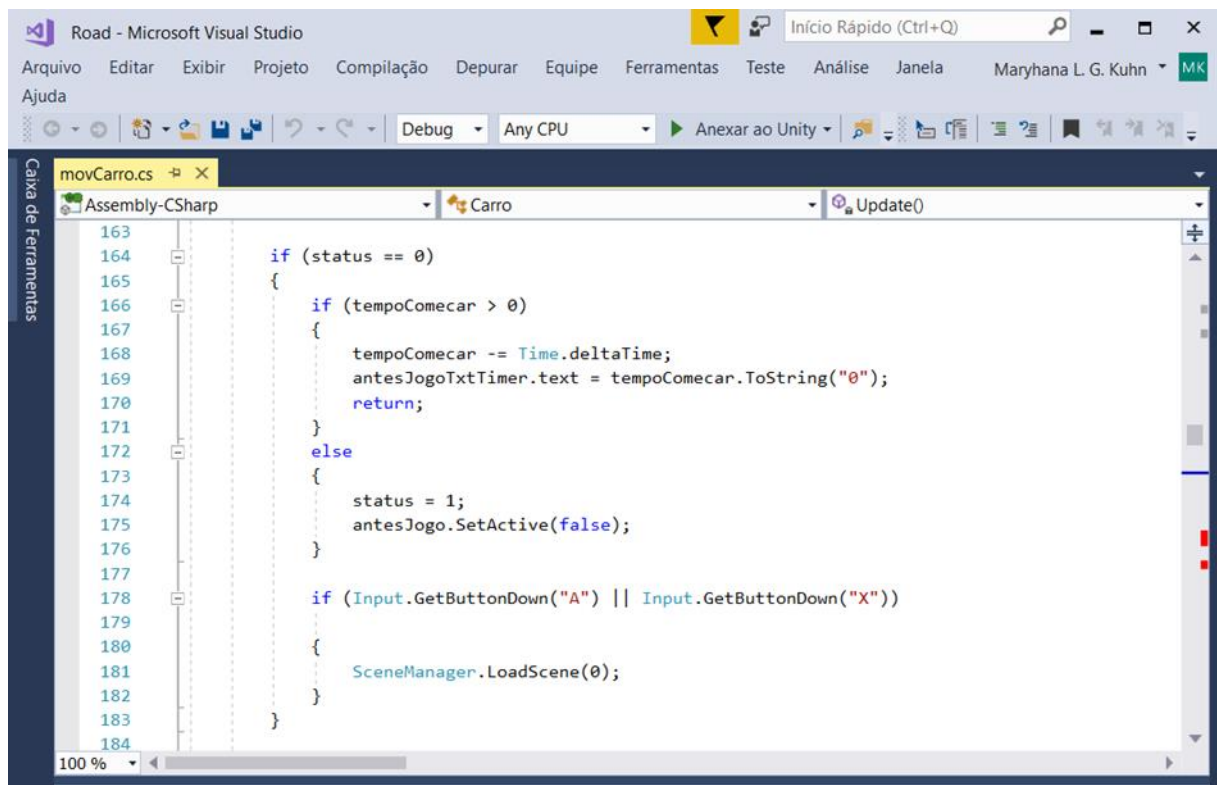 Road - Microsoft Visual Studio
Início Rápido (Ctrl+Q)
Arquivo Editar Exibir Projeto Compilação Depurar Equipe Ferramentas Teste Análise Janela
Maryhana L. G. Kuhn MK
Ajuda
Debug Any CPU Anexar ao Unity
Caixa de Ferramentas
movCarro.cs
Assembly-CSharp Carro Update()
163
164 if (status == 0)
165 {
166 if (tempoComecar > 0)
167 {
168 tempoComecar -= Time.deltaTime;
169 antesJogoTxtTimer.text = tempoComecar.ToString("0");
170 return;
171 }
172 else
173 {
174 status = 1;
175 antesJogo.SetActive(false);
176 }
177
178 if (Input.GetButtonDown("A") || Input.GetButtonDown("X"))
179
180 {
181 SceneManager.LoadScene(0);
182 }
183 }
184
100 %